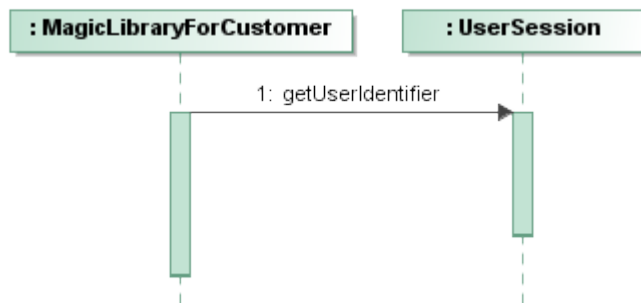 : MagicLibraryForCustomer
: UserSession
1: getUserIdentifier